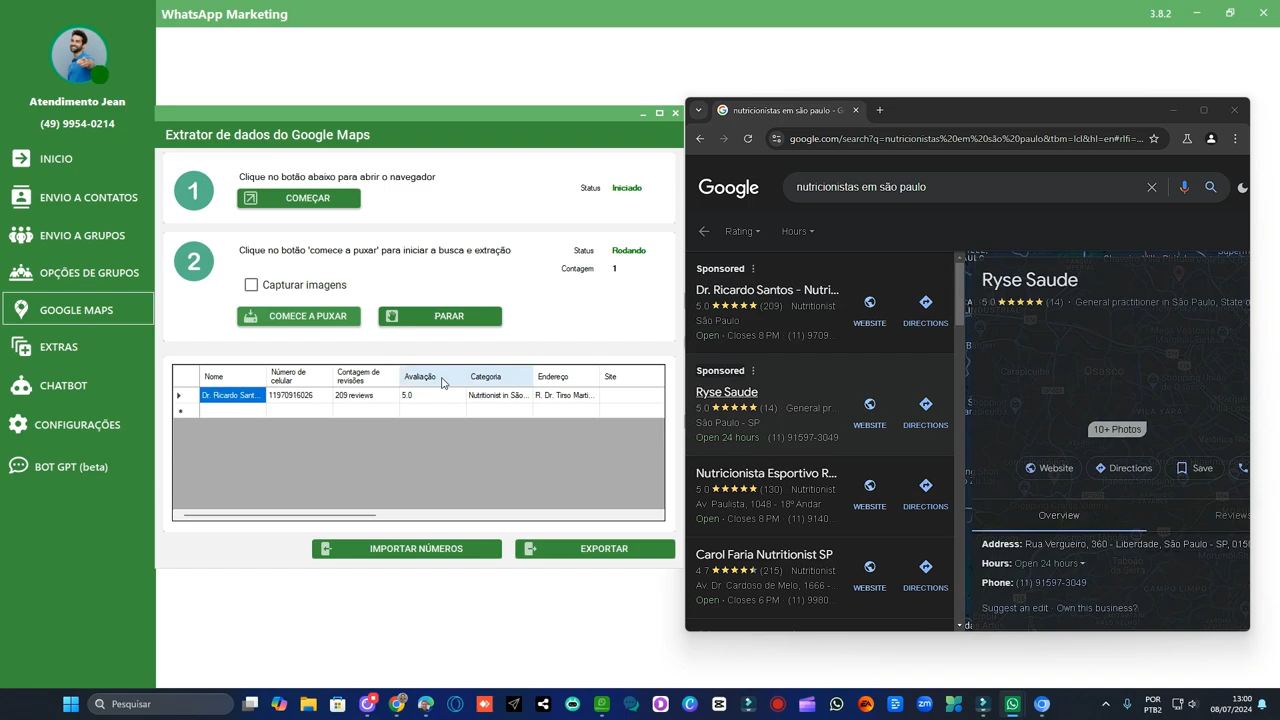 WhatsApp Marketing
3.8.2
Atendimento Jean
(49) 9954-0214
INICIO
ENVIO A CONTATOS
ENVIO A GRUPOS
OPÇÕES DE GRUPOS
GOOGLE MAPS
EXTRAS
CHATBOT
CONFIGURAÇÕES
BOT GPT (beta)
Extrator de dados do Google Maps
1
Clique no botão abaixo para abrir o navegador
COMEÇAR
Status Iniciado
2
Clique no botão 'comece a puxar' para iniciar a busca e extração
Status Rodando
Contagem 1
Capturar imagens
COMECE A PUXAR
PARAR
Nome
Número de celular
Contagem de revisões
Avaliação
Categoria
Endereço
Site
Dr. Ricardo Sant...
11970916026
209 reviews
5.0
Nutritionist in São...
R. Dr. Tirso Marti...
IMPORTAR NÚMEROS
EXPORTAR
nutricionistas em são paulo - Goo
google.com/search?q=nutricionistas%20em%20são%20paulo&tbm=lcl&hl=en#rlfi=...
Google
nutricionistas em são paulo
Rating
Hours
Sponsored
Dr. Ricardo Santos - Nutri...
5.0 (209) · Nutritionist...
São Paulo
Open · Closes 6 PM · (11)...
WEBSITE
DIRECTIONS
Sponsored
Ryse Saude
5.0 (14) · General pr...
São Paulo - SP
Open 24 hours · (11) 91597-3049
WEBSITE
DIRECTIONS
Nutricionista Esportivo R...
5.0 (130) · Nutritionist...
Av. Paulista, 1048 - 18º Andar
Open · Closes 8 PM · (11) 9140...
WEBSITE
DIRECTIONS
Carol Faria Nutritionist SP
4.7 (215) · Nutritionist...
Av. Dr. Cardoso de Melo, 1666 -...
Open · Closes 6 PM · (11) 9980...
WEBSITE
DIRECTIONS
Ryse Saude
5.0 (14) · General practitioner in São Paulo, Stat
10+ Photos
Website
Directions
Save
Overview
Reviews
Address: Rua Vergueiro, 360 - Liberdade, São Paulo - SP, 0150
Hours: Open 24 hours
Phone: (11) 91597-3049
Suggest an edit · Own this business?
Pesquisar
POR
PTB2
13:00
08/07/2024